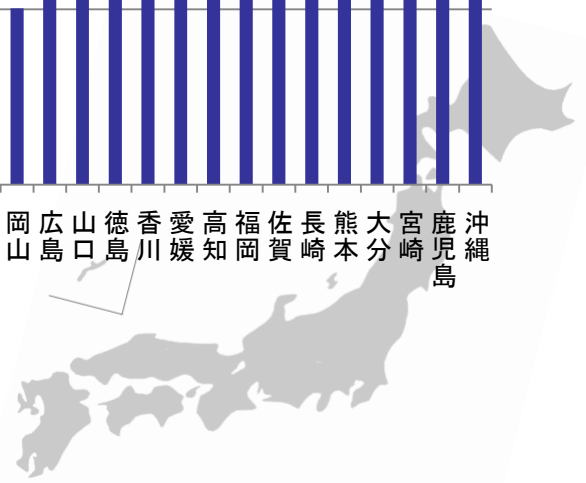 岡山
広島
山口
徳島
香川
愛媛
高知
福岡
佐賀
長崎
熊本
大分
宮崎
鹿児島
沖縄